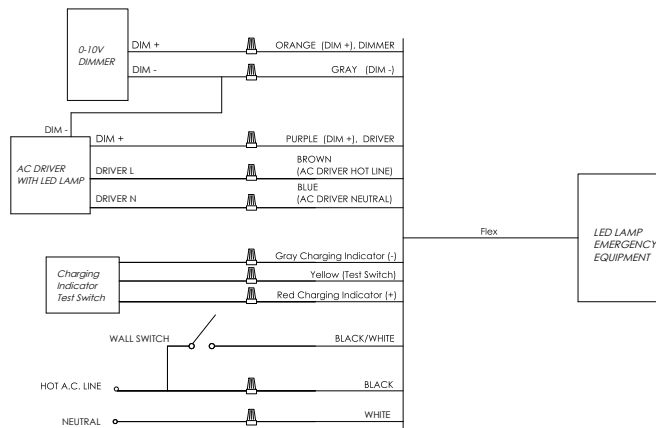 0-10V
DIMMER
DIM +
ORANGE (DIM +), DIMMER
DIM -
GRAY (DIM -)
DIM -
AC DRIVER
WITH LED LAMP
DIM +
PURPLE (DIM +), DRIVER
DRIVER L
BROWN
(AC DRIVER HOT LINE)
DRIVER N
BLUE
(AC DRIVER NEUTRAL)
Flex
LED LAMP
EMERGENCY
EQUIPMENT
Charging
Indicator
Test Switch
Gray Charging Indicator (-)
Yellow (Test Switch)
Red Charging Indicator (+)
WALL SWITCH
BLACK/WHITE
HOT A.C. LINE
BLACK
NEUTRAL
WHITE